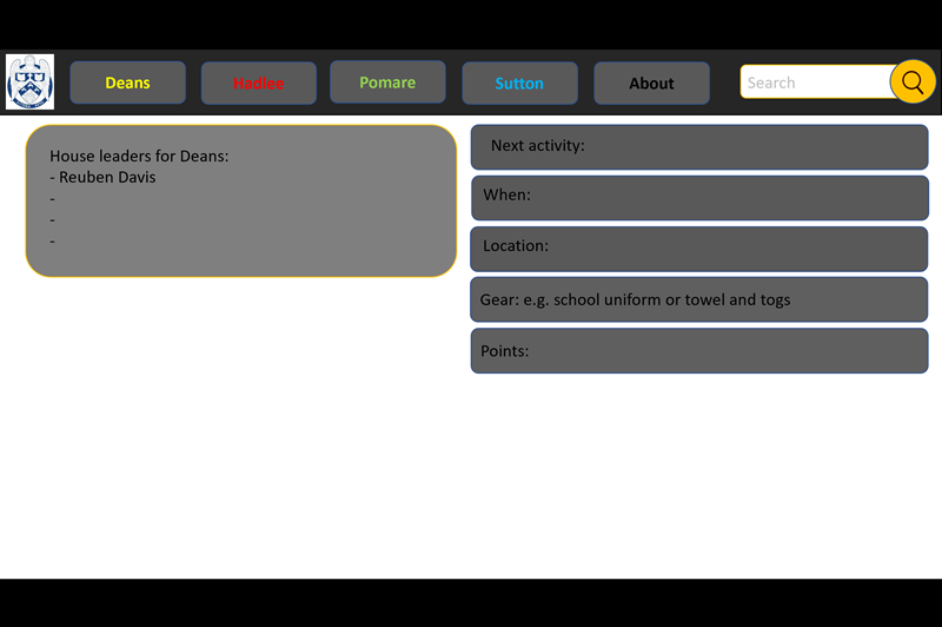 Deans
Hadlee
Pomare
Sutton
About
Search
House leaders for Deans:
- Reuben Davis
-
-
-
Next activity:
When:
Location:
Gear: e.g. school uniform or towel and togs
Points: